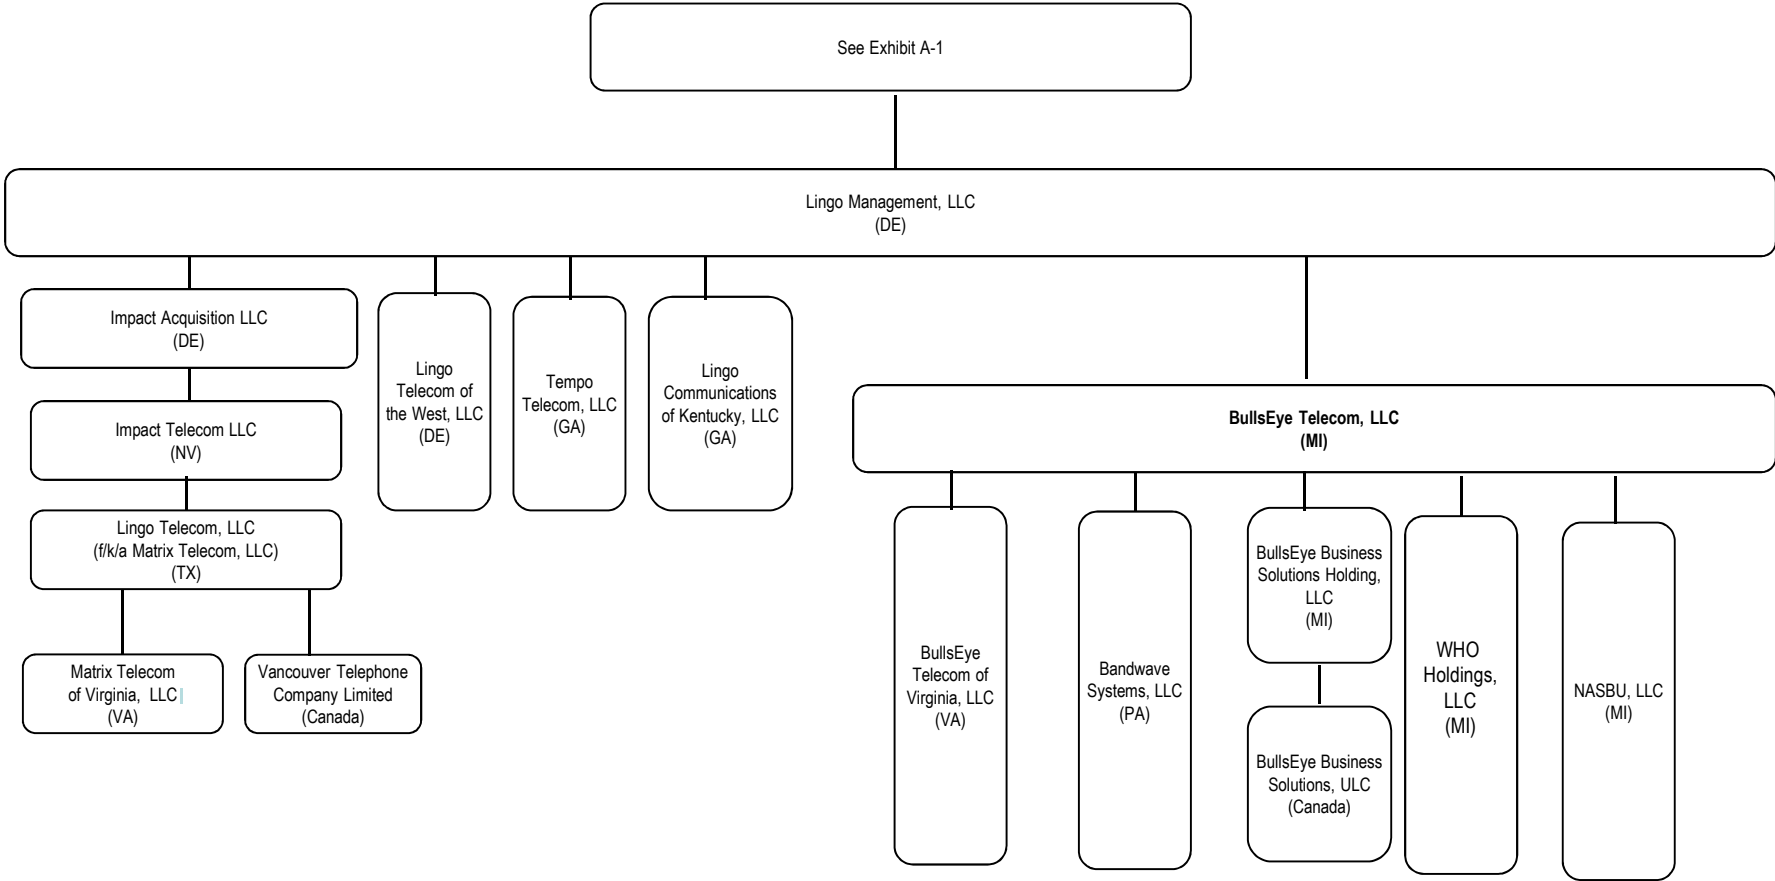 See Exhibit A-1
Lingo Management, LLC
(DE)
Impact Acquisition LLC
(DE)
Impact Telecom LLC
(NV)
Lingo Telecom, LLC
(f/k/a Matrix Telecom, LLC)
(TX)
Matrix Telecom
of Virginia, LLC
(VA)
Vancouver Telephone
Company Limited
(Canada)
Lingo
Telecom of
the West, LLC
(DE)
Tempo
Telecom, LLC
(GA)
Lingo
Communications
of Kentucky, LLC
(GA)
BullsEye Telecom, LLC
(MI)
BullsEye
Telecom of
Virginia, LLC
(VA)
Bandwave
Systems, LLC
(PA)
BullsEye Business
Solutions Holding,
LLC
(MI)
BullsEye Business
Solutions, ULC
(Canada)
WHO
Holdings,
LLC
(MI)
NASBU, LLC
(MI)